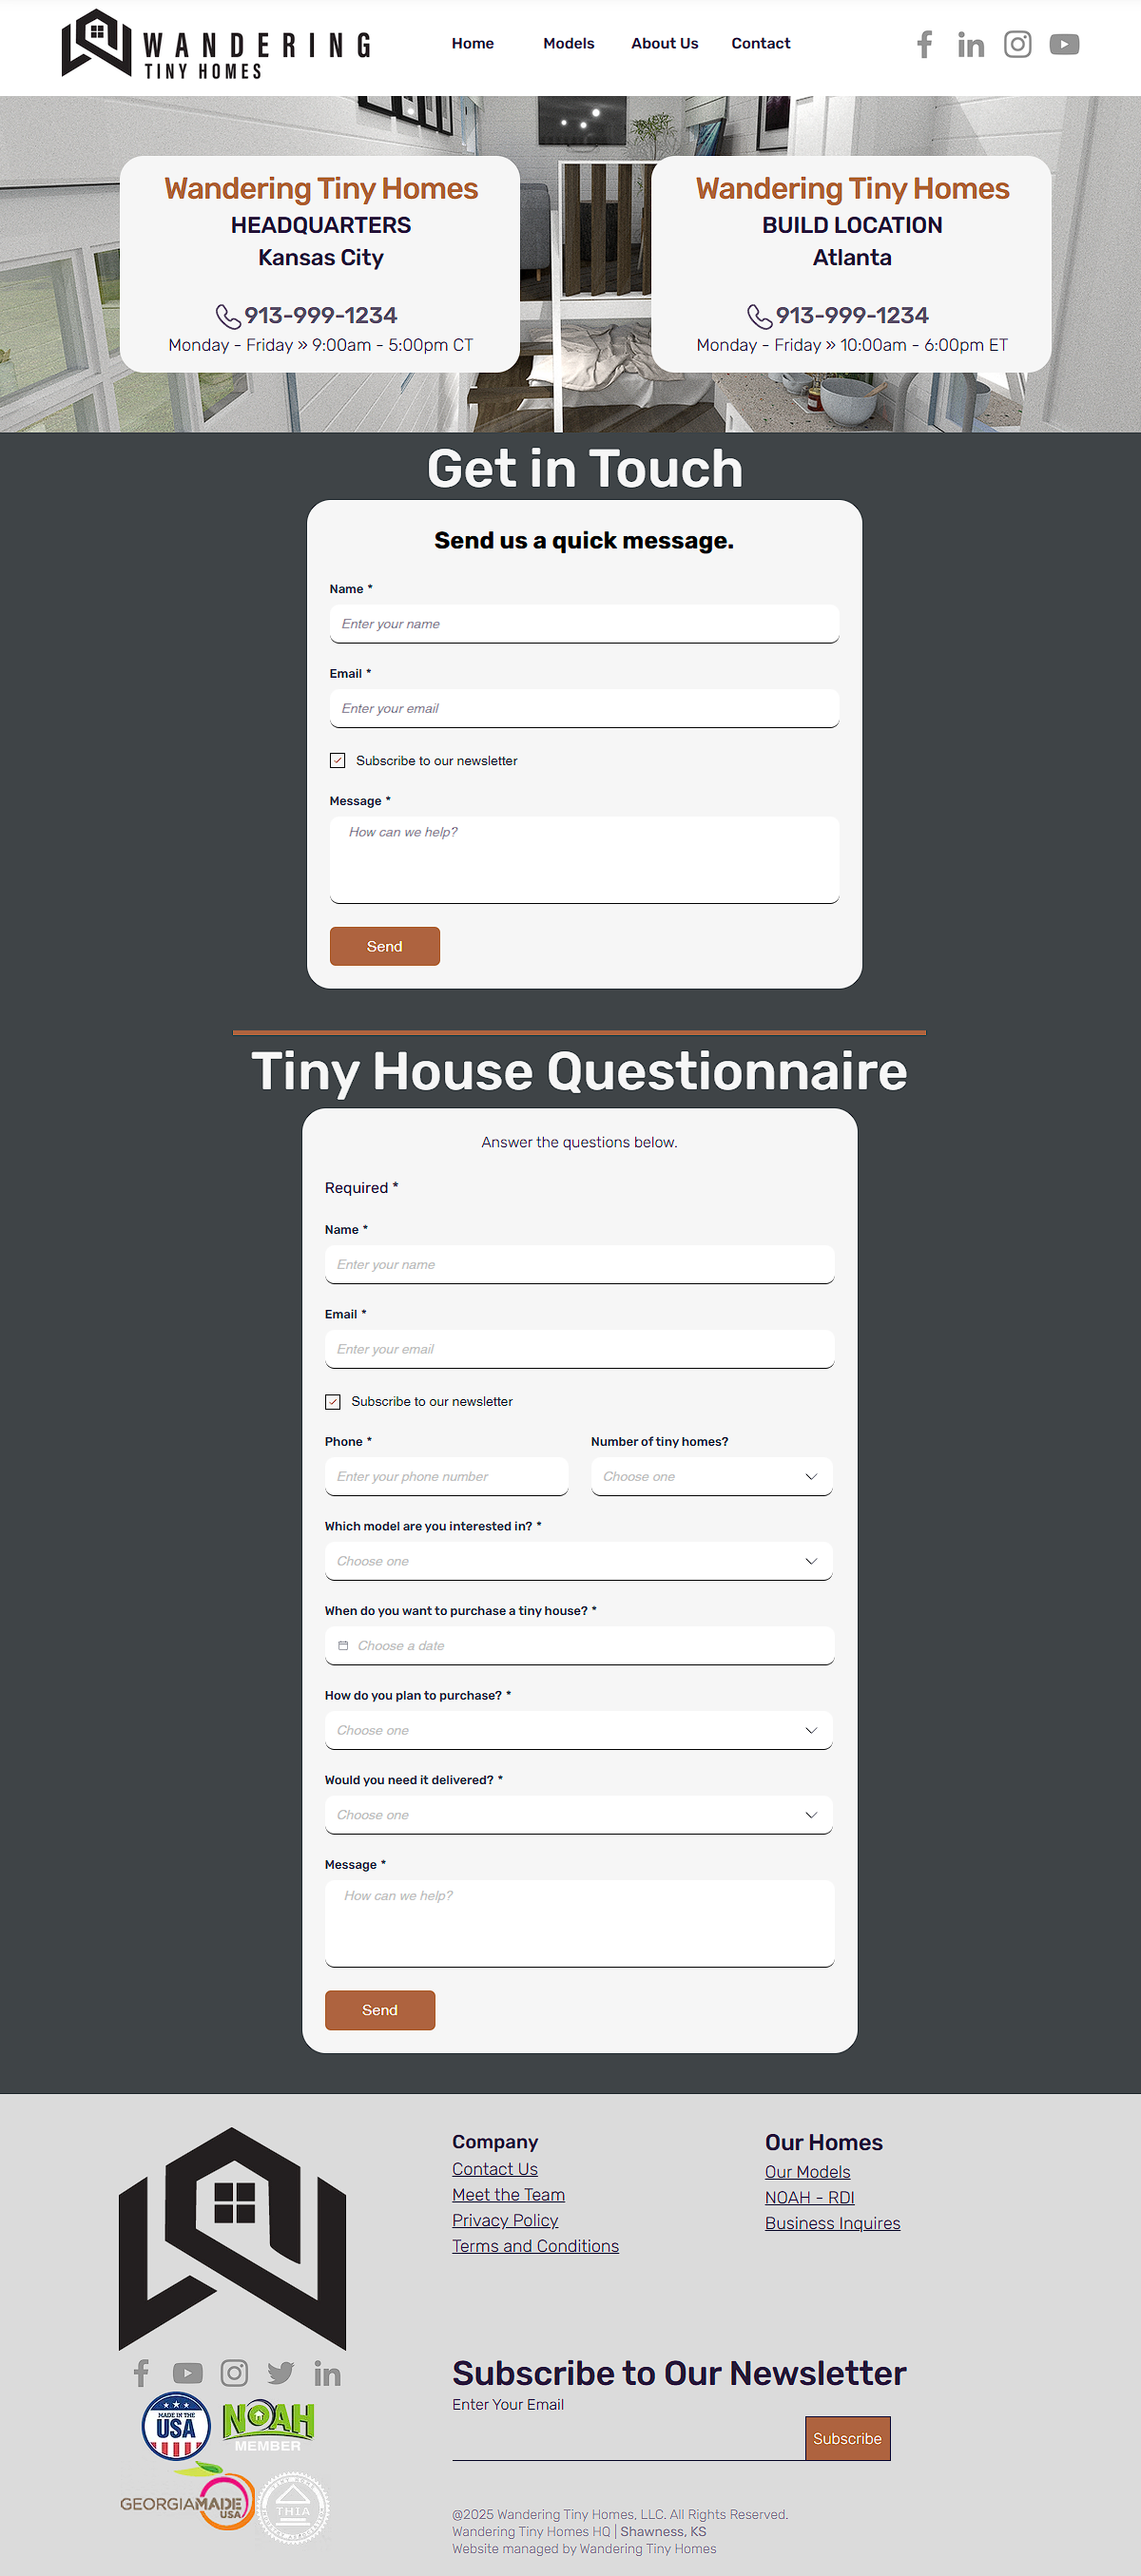 WANDERING
TINY HOMES
Home Models About Us Contact
Wandering Tiny Homes
HEADQUARTERS
Kansas City
913-999-1234
Monday - Friday » 9:00am - 5:00pm CT
Wandering Tiny Homes
BUILD LOCATION
Atlanta
913-999-1234
Monday - Friday » 10:00am - 6:00pm ET
Get in Touch
Send us a quick message.
Name *
Enter your name
Email *
Enter your email
Subscribe to our newsletter
Message *
How can we help?
Send
Tiny House Questionnaire
Answer the questions below.
Required *
Name *
Enter your name
Email *
Enter your email
Subscribe to our newsletter
Phone * Number of tiny homes?
Enter your phone number Choose one
Which model are you interested in? *
Choose one
When do you want to purchase a tiny house? *
Choose a date
How do you plan to purchase? *
Choose one
Would you need it delivered? *
Choose one
Message *
How can we help?
Send
Company
Contact Us
Meet the Team
Privacy Policy
Terms and Conditions
Our Homes
Our Models
NOAH - RDI
Business Inquires
MADE IN THE
USA
NOAH
MEMBER
GEORGIAMADE
USA
THIA
Subscribe to Our Newsletter
Enter Your Email
Subscribe
@2025 Wandering Tiny Homes, LLC. All Rights Reserved.
Wandering Tiny Homes HQ | Shawness, KS
Website managed by Wandering Tiny Homes